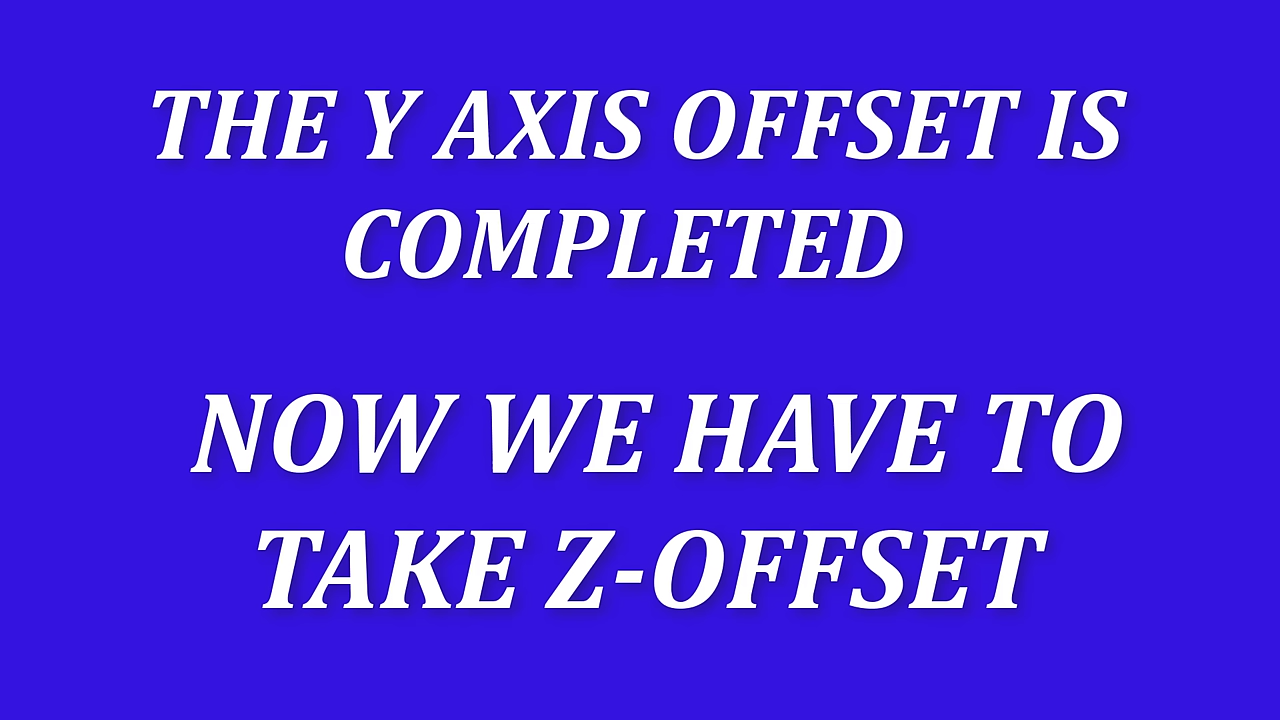 THE Y AXIS OFFSET IS
COMPLETED
NOW WE HAVE TO
TAKE Z-OFFSET